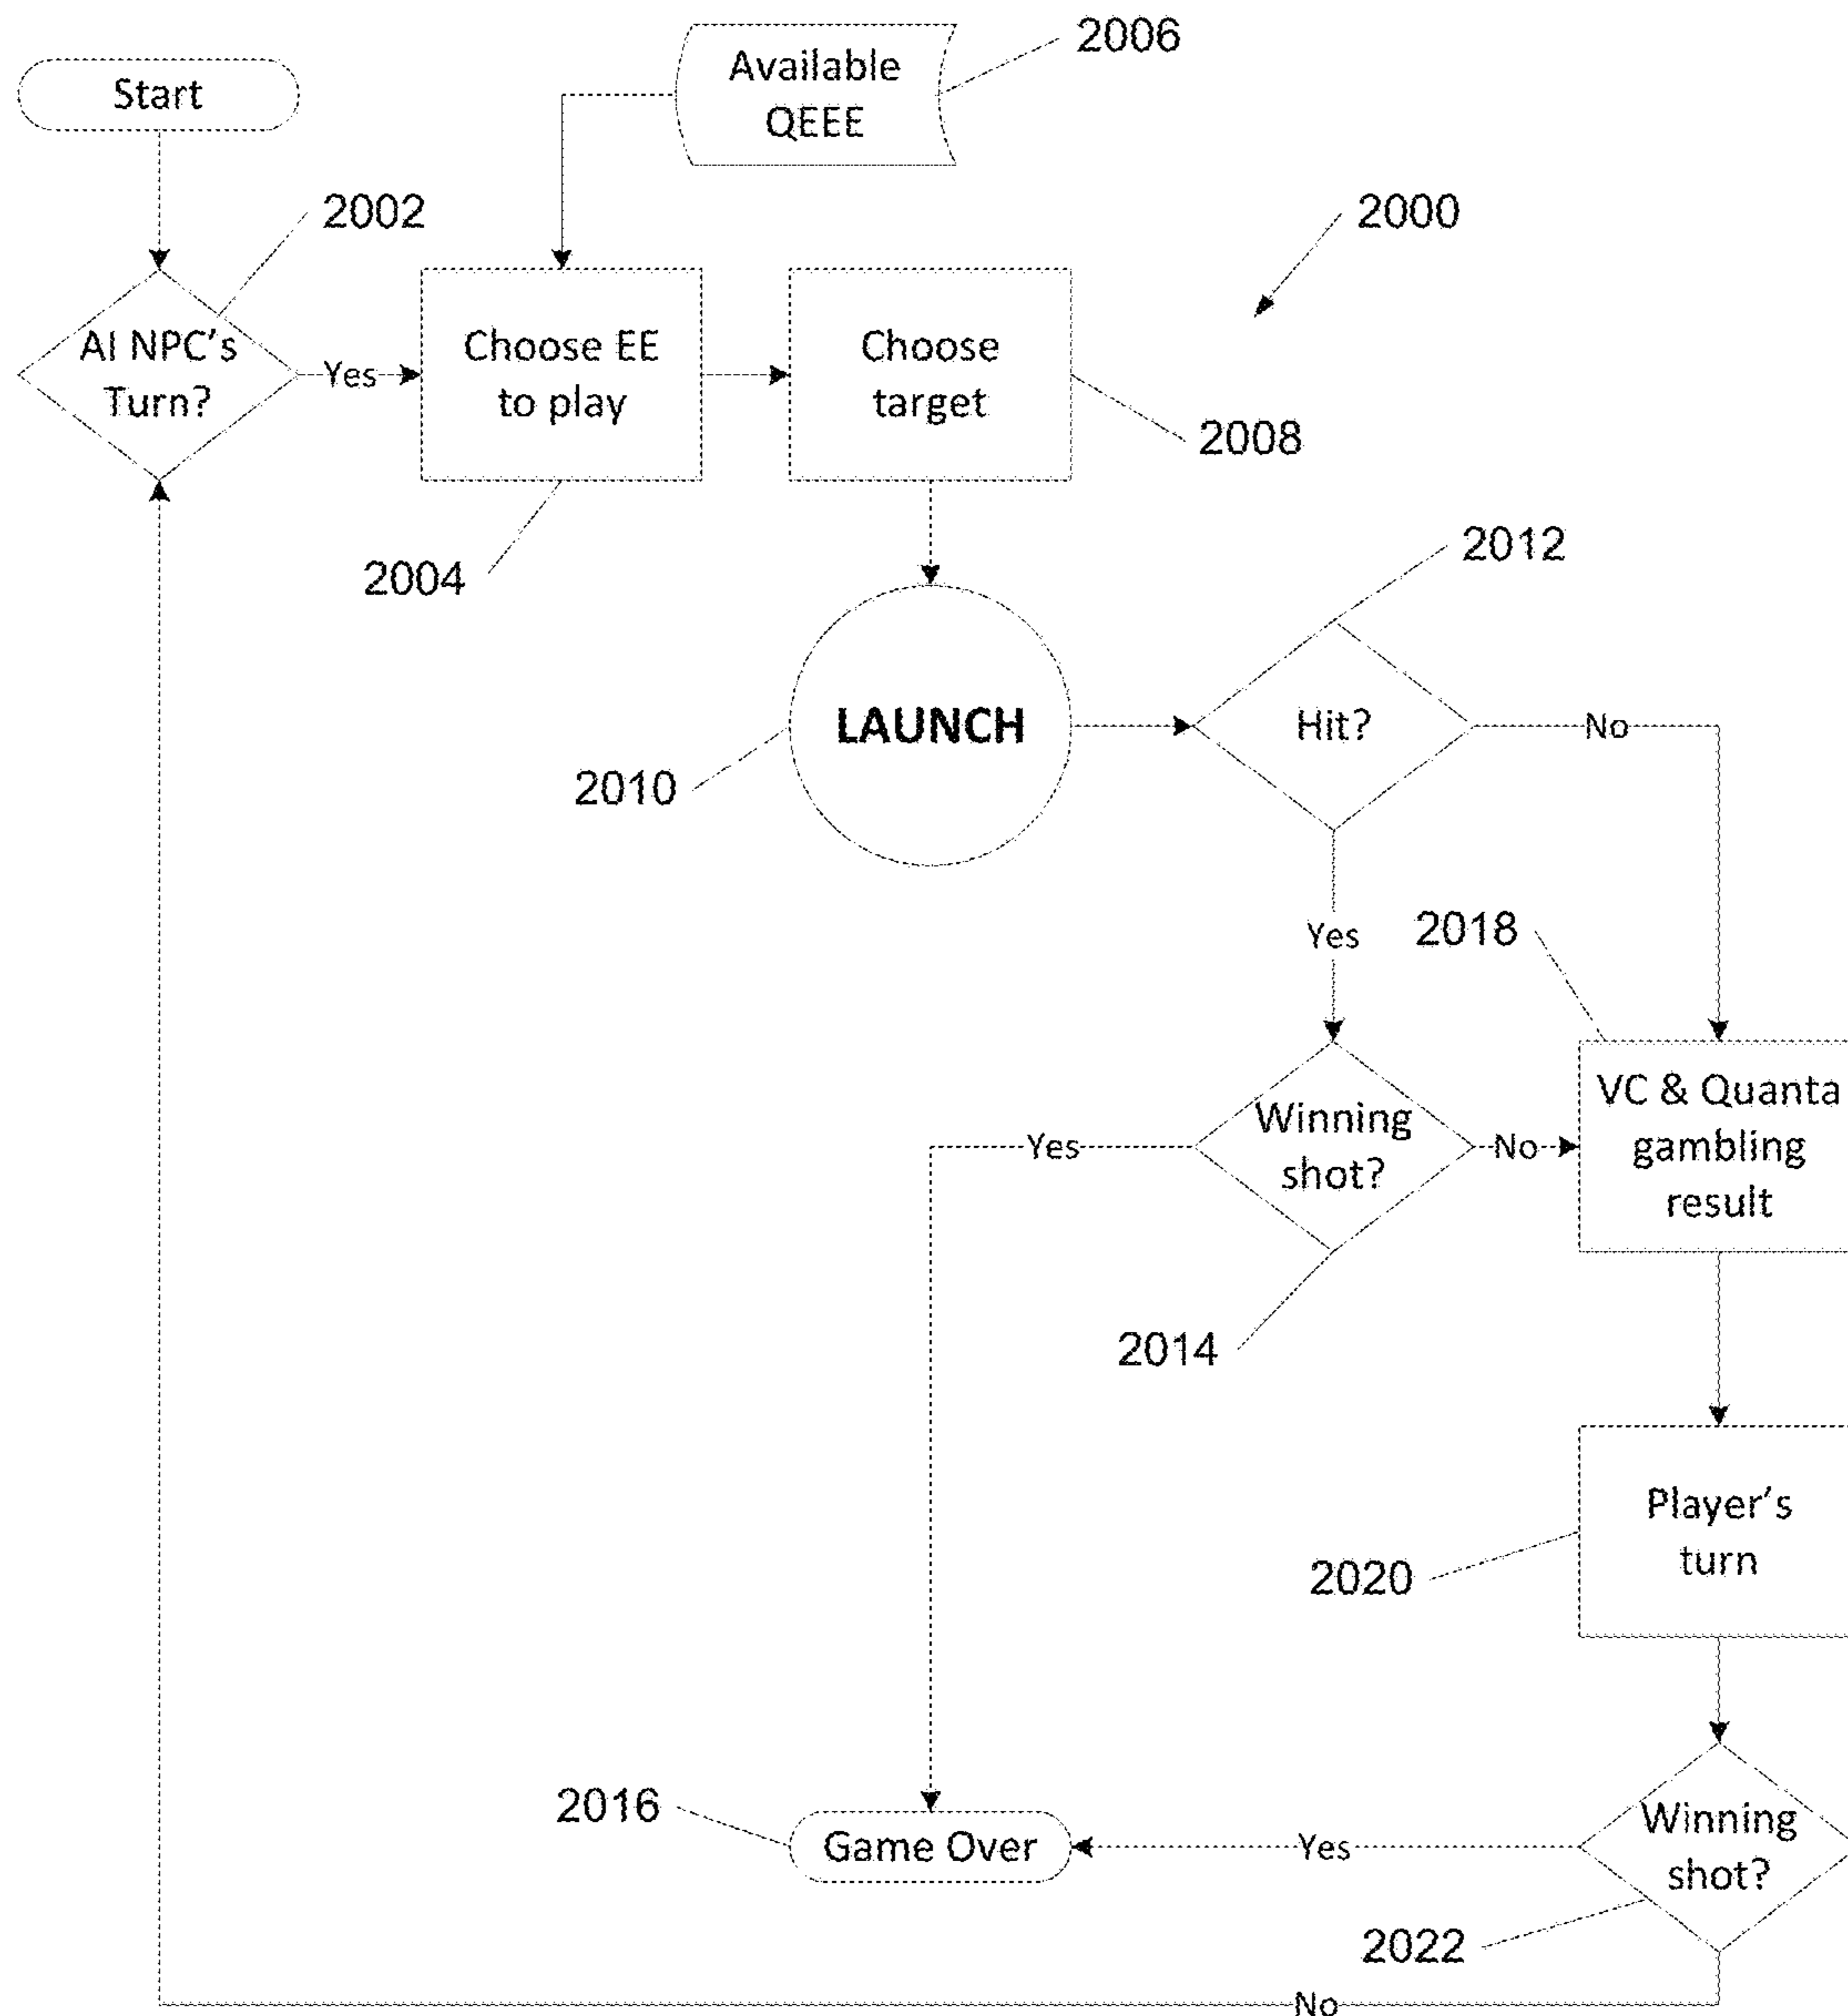 Available
QEEE
2006
Start
2002
2000
AI NPC's
Turn?
Yes
Choose EE
to play
Choose
target
2008
2004
2012
LAUNCH
Hit?
No
2010
Yes
2018
VC & Quanta
gambling
result
Winning
shot?
Yes
No
2014
Player's
turn
2020
2016
Game Over
Yes
Winning
shot?
2022
No